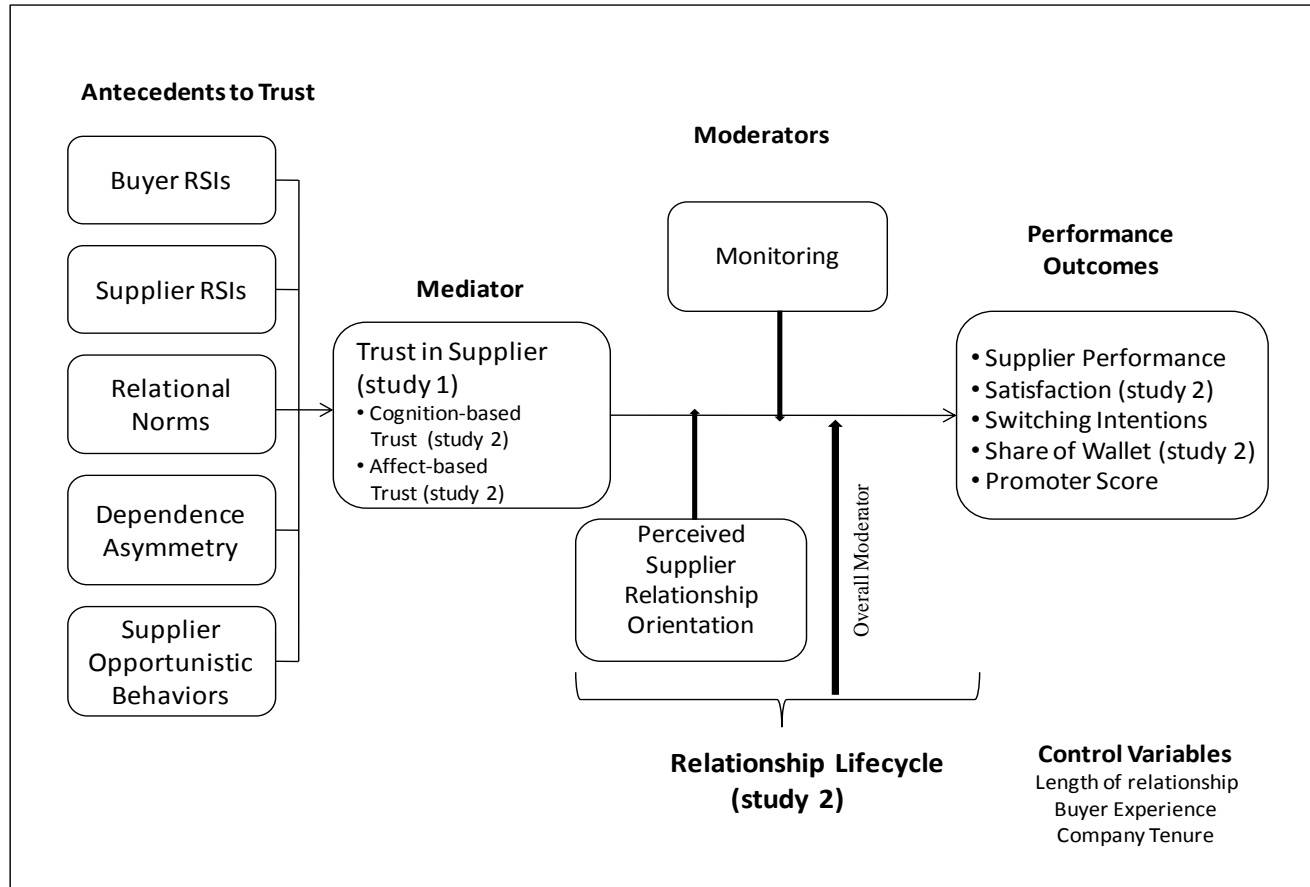 Antecedents to Trust
Buyer RSIs
Supplier RSIs
Relational
Norms
Dependence
Asymmetry
Supplier
Opportunistic
Behaviors
Mediator
Trust in Supplier
(study 1)
• Cognition-based
Trust (study 2)
• Affect-based
Trust (study 2)
Moderators
Monitoring
Perceived
Supplier
Relationship
Orientation
Overall Moderator
Relationship Lifecycle
(study 2)
Performance
Outcomes
• Supplier Performance
• Satisfaction (study 2)
• Switching Intentions
• Share of Wallet (study 2)
• Promoter Score
Control Variables
Length of relationship
Buyer Experience
Company Tenure